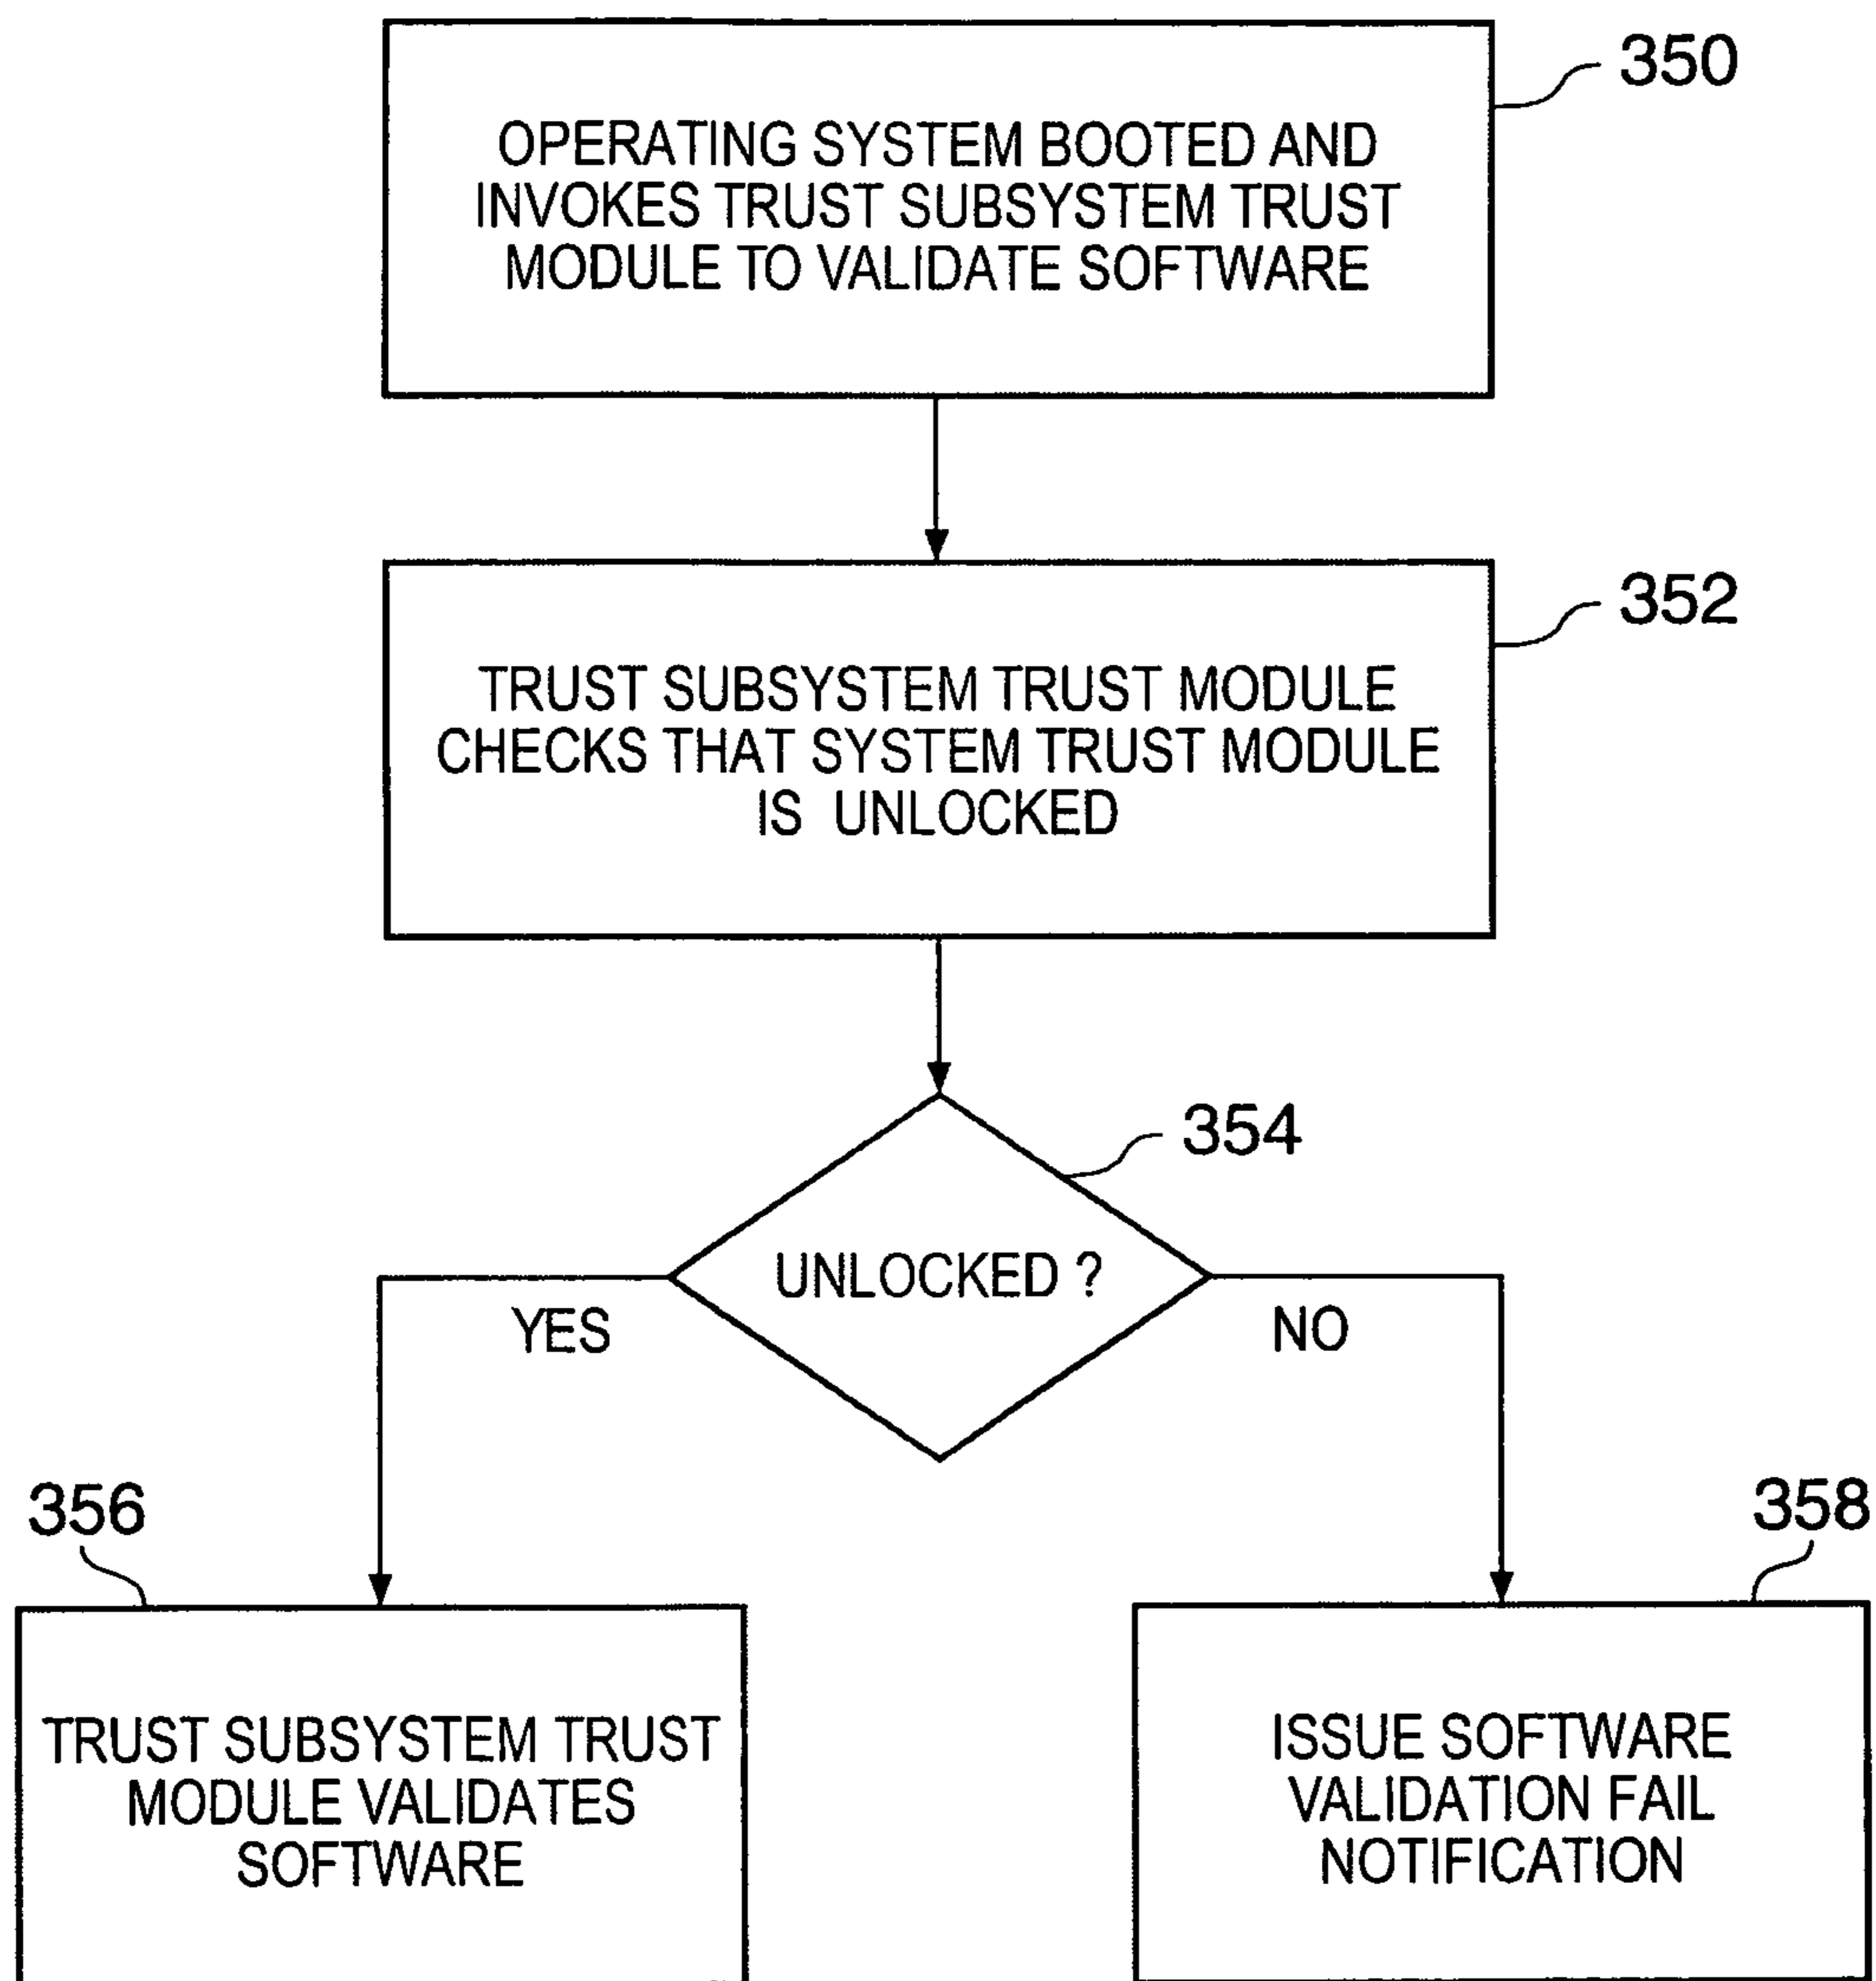 350
OPERATING SYSTEM BOOTED AND
INVOKES TRUST SUBSYSTEM TRUST
MODULE TO VALIDATE SOFTWARE
352
TRUST SUBSYSTEM TRUST MODULE
CHECKS THAT SYSTEM TRUST MODULE
IS UNLOCKED
354
UNLOCKED ?
YES
NO
356
358
TRUST SUBSYSTEM TRUST
MODULE VALIDATES
SOFTWARE
ISSUE SOFTWARE
VALIDATION FAIL
NOTIFICATION